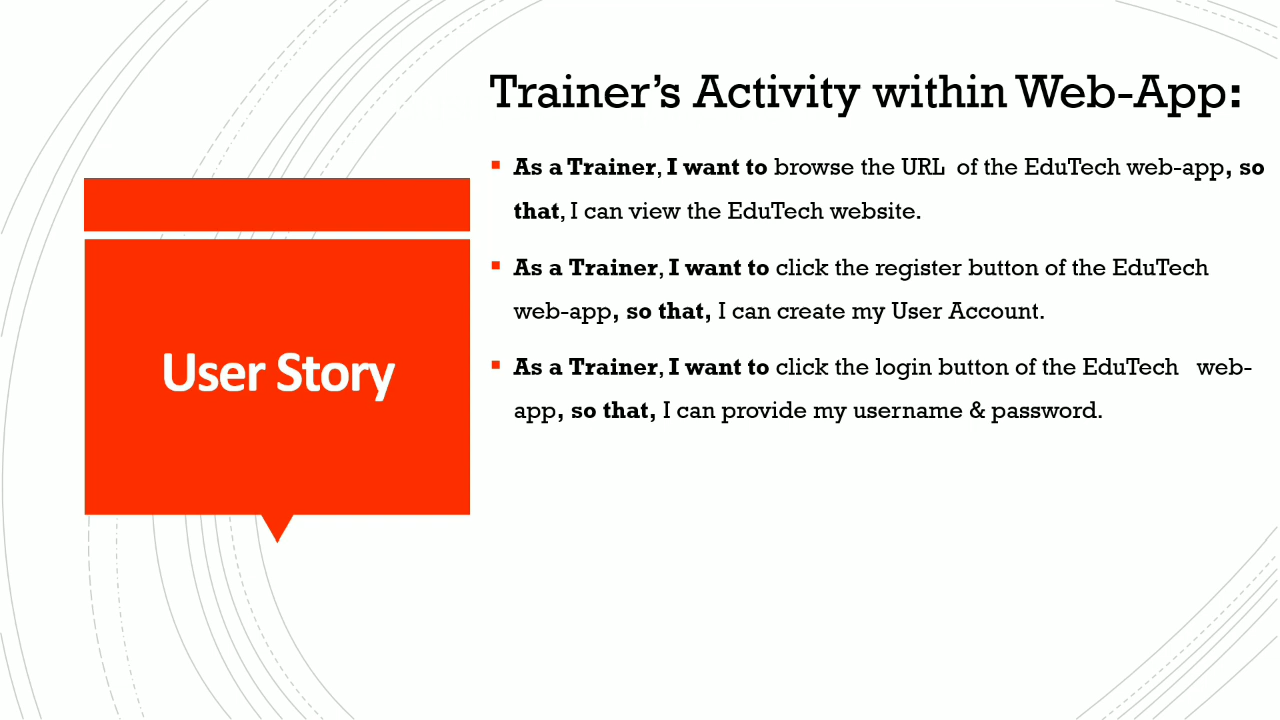 Trainer’s Activity within Web-App:
As a Trainer, I want to browse the URL of the EduTech web-app, so
that, I can view the EduTech website.
As a Trainer, I want to click the register button of the EduTech
web-app, so that, I can create my User Account.
As a Trainer, I want to click the login button of the EduTech web-
app, so that, I can provide my username & password.
User Story